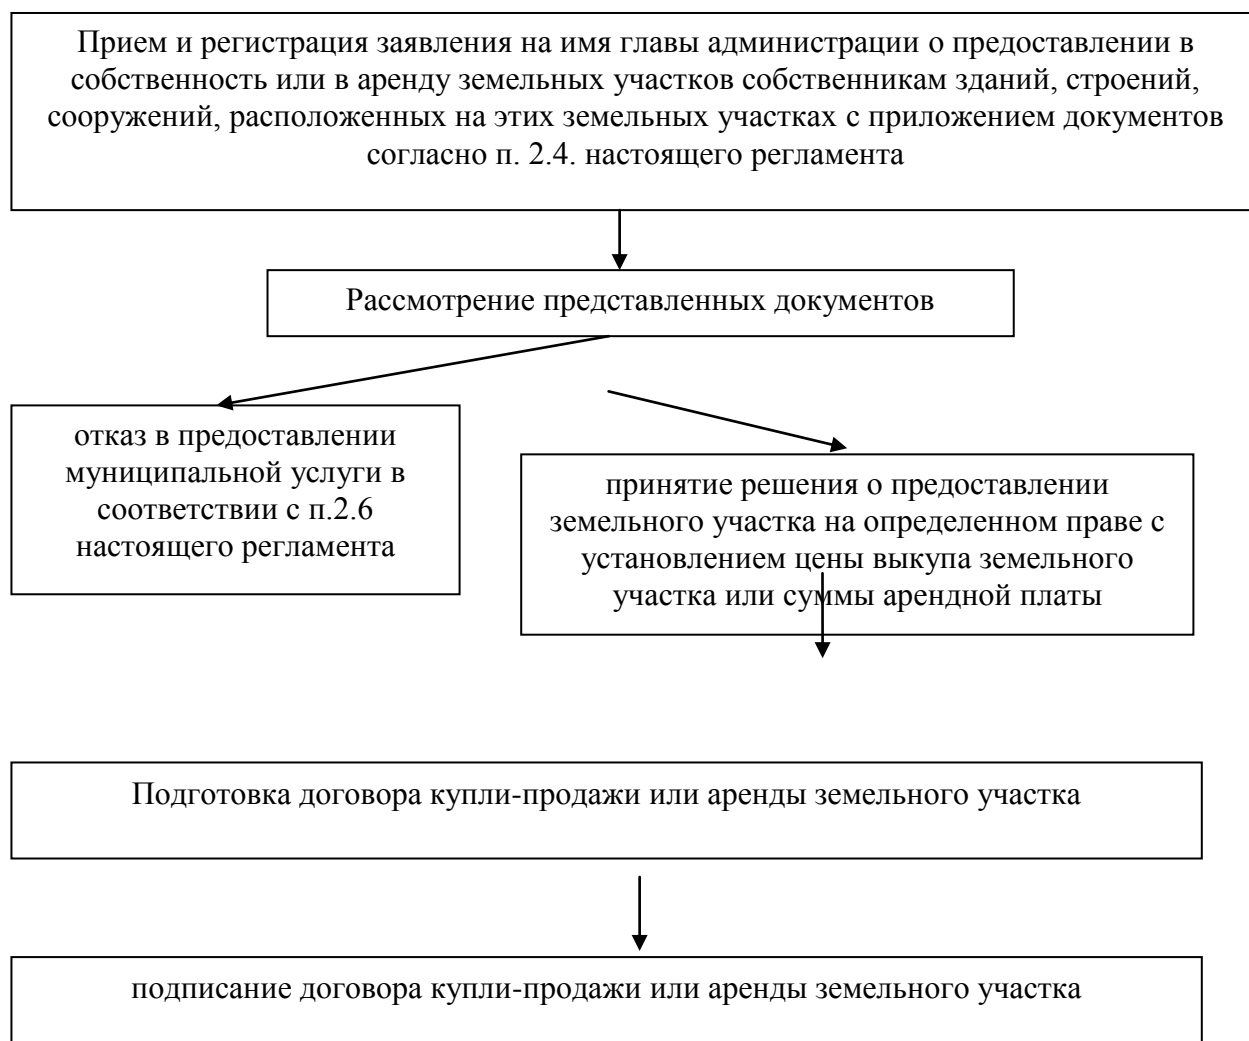 Прием и регистрация заявления на имя главы администрации о предоставлении в
собственность или в аренду земельных участков собственникам зданий, строений,
сооружений, расположенных на этих земельных участках с приложением документов
согласно п. 2.4. настоящего регламента
Рассмотрение представленных документов
отказ в предоставлении
муниципальной услуги в
соответствии с п.2.6
настоящего регламента
принятие решения о предоставлении
земельного участка на определенном праве с
установлением цены выкупа земельного
участка или суммы арендной платы
Подготовка договора купли-продажи или аренды земельного участка
подписание договора купли-продажи или аренды земельного участка